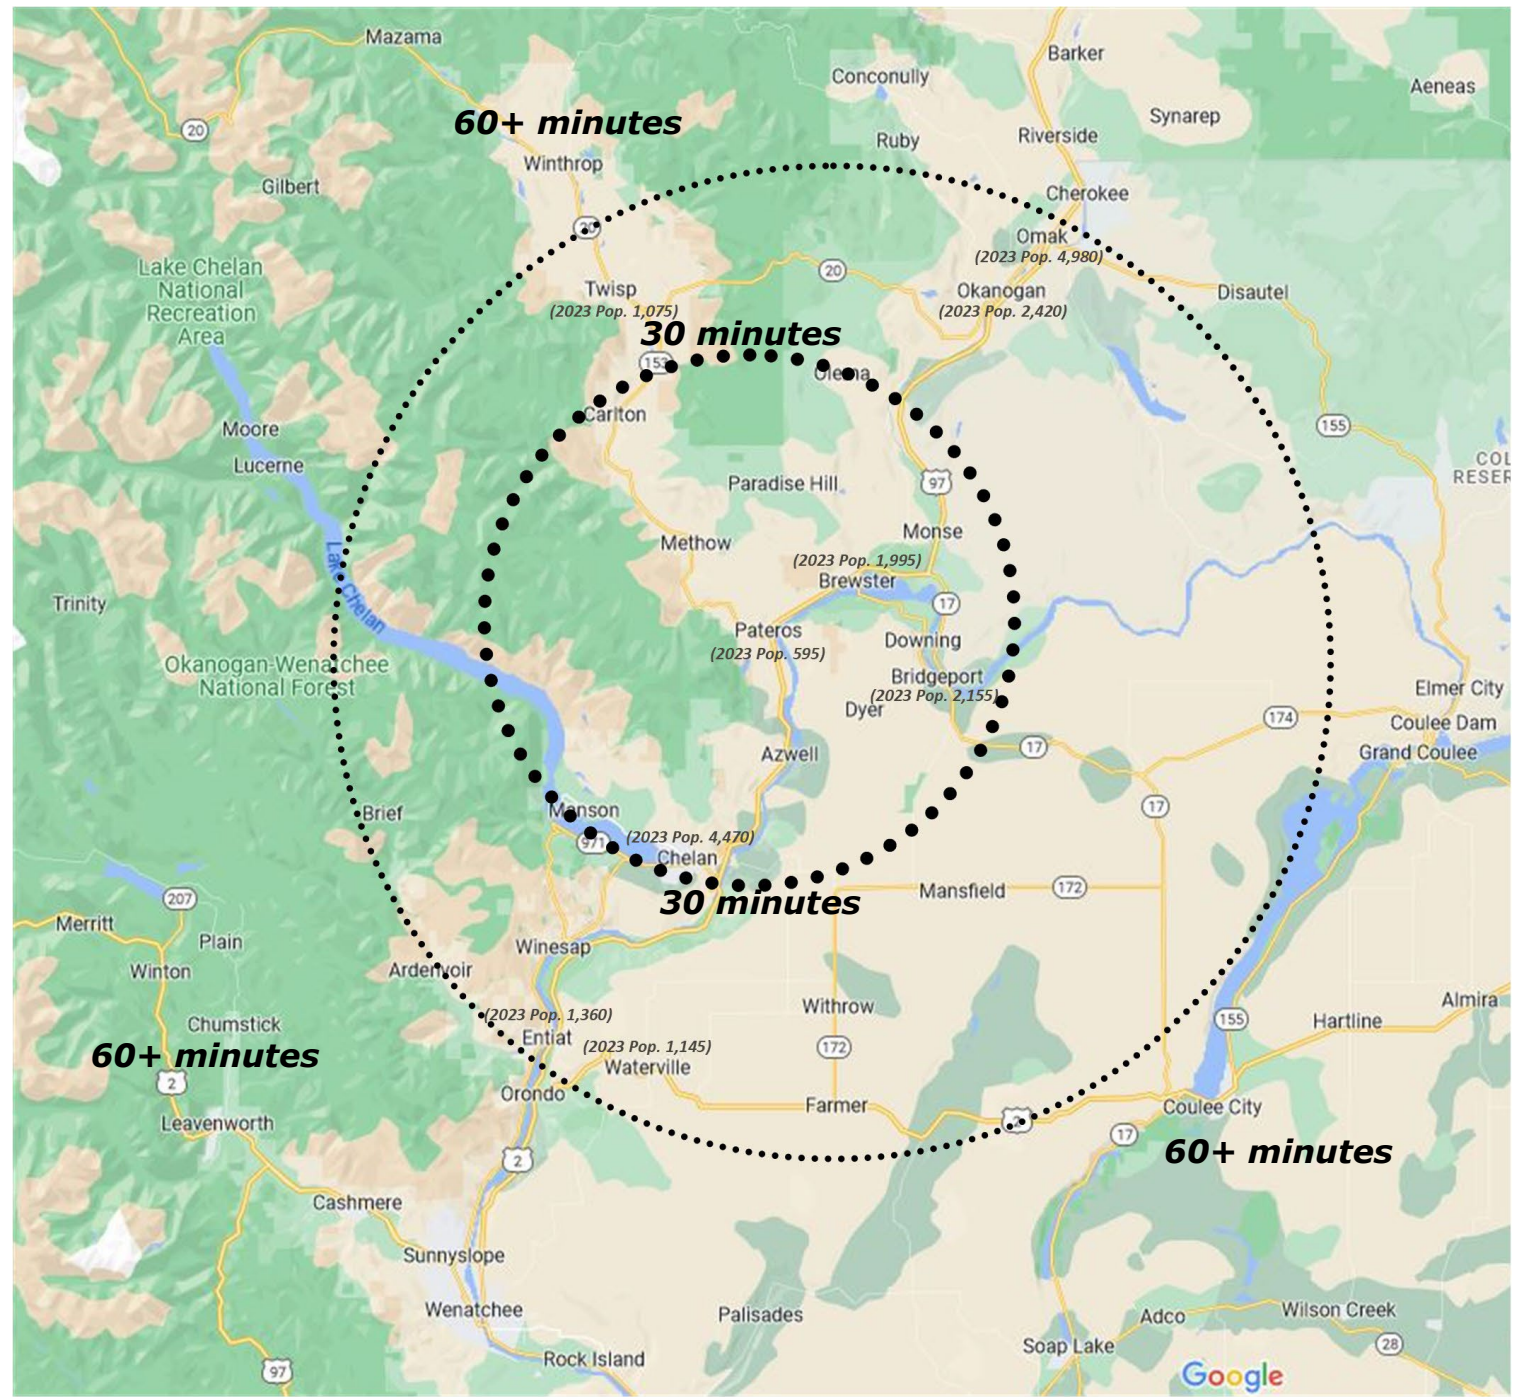 Mazama
Barker
Conconully
Aeneas
60+ minutes
Synarep
20
Riverside
Ruby
Winthrop
Gilbert
Cherokee
20
Omak
(2023 Pop. 4,980)
Lake Chelan
National
Recreation
Area
20
Twisp
(2023 Pop. 1,075)
Okanogan
(2023 Pop. 2,420)
Disautel
30 minutes
153
Carlton
Moore
155
Lucerne
COL
RESER
Paradise Hill
97
Monse
Methow
(2023 Pop. 1,995)
Brewster
Lake Chelan
Trinity
17
Pateros
(2023 Pop. 595)
Downing
Okanogan-Wenatchee
National Forest
Bridgeport
(2023 Pop. 2,155)
Dyer
Elmer City
174
Coulee Dam
Azwell
17
Grand Coulee
Brief
Manson
17
971
(2023 Pop. 4,470)
Chelan
207
30 minutes
Mansfield
172
Merritt
Plain
Winesap
Winton
Ardenvoir
Withrow
Almira
(2023 Pop. 1,360)
Entiat
155
Hartline
Chumstick
60+ minutes
(2023 Pop. 1,145)
Waterville
172
2
Orondo
Farmer
Coulee City
Leavenworth
2
17
60+ minutes
2
Cashmere
Sunnyslope
Wenatchee
Palisades
Adco
Wilson Creek
Soap Lake
28
Rock Island
97
Google